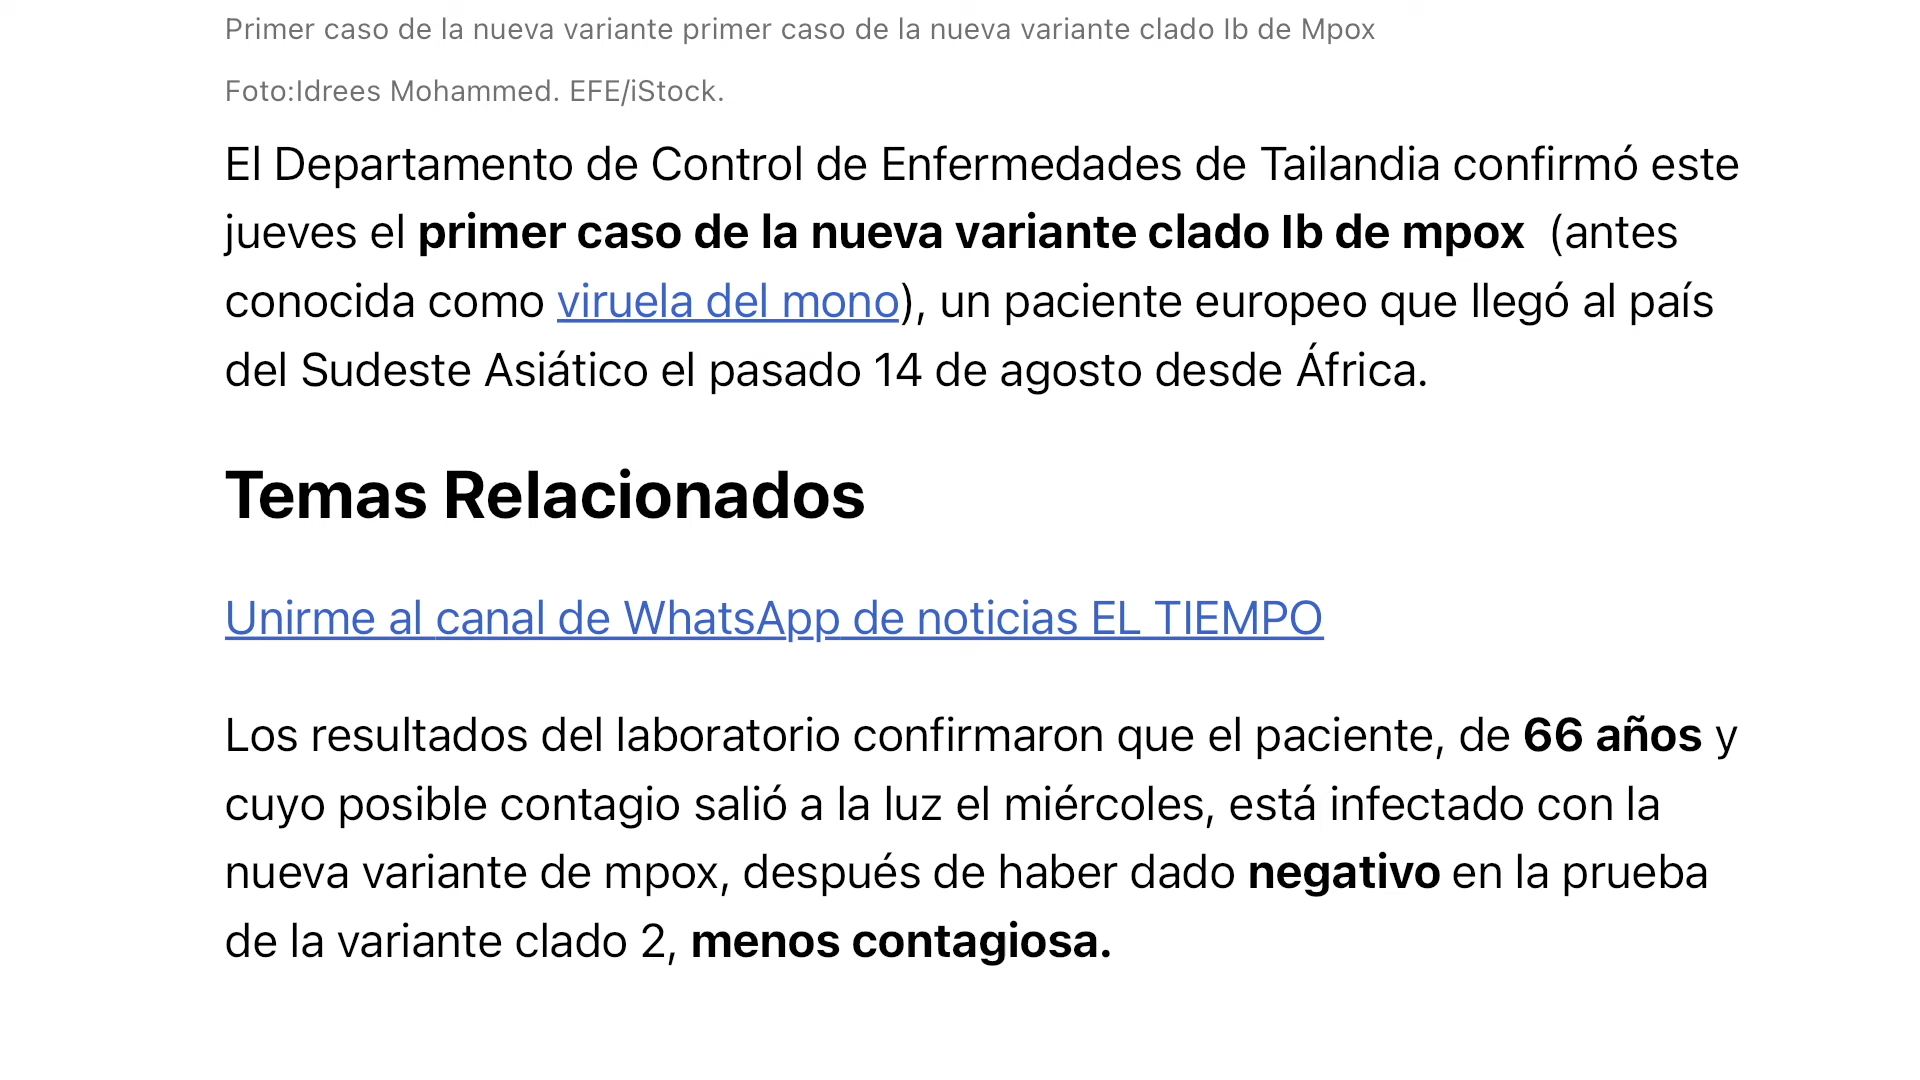 Primer caso de la nueva variante primer caso de la nueva variante clado Ib de Mpox
Foto:Idrees Mohammed. EFE/iStock.
El Departamento de Control de Enfermedades de Tailandia confirmó este
jueves el primer caso de la nueva variante clado Ib de mpox (antes
conocida como viruela del mono), un paciente europeo que llegó al país
del Sudeste Asiático el pasado 14 de agosto desde África.
Temas Relacionados
Unirme al canal de WhatsApp de noticias EL TIEMPO
Los resultados del laboratorio confirmaron que el paciente, de 66 años y
cuyo posible contagio salió a la luz el miércoles, está infectado con la
nueva variante de mpox, después de haber dado negativo en la prueba
de la variante clado 2, menos contagiosa.